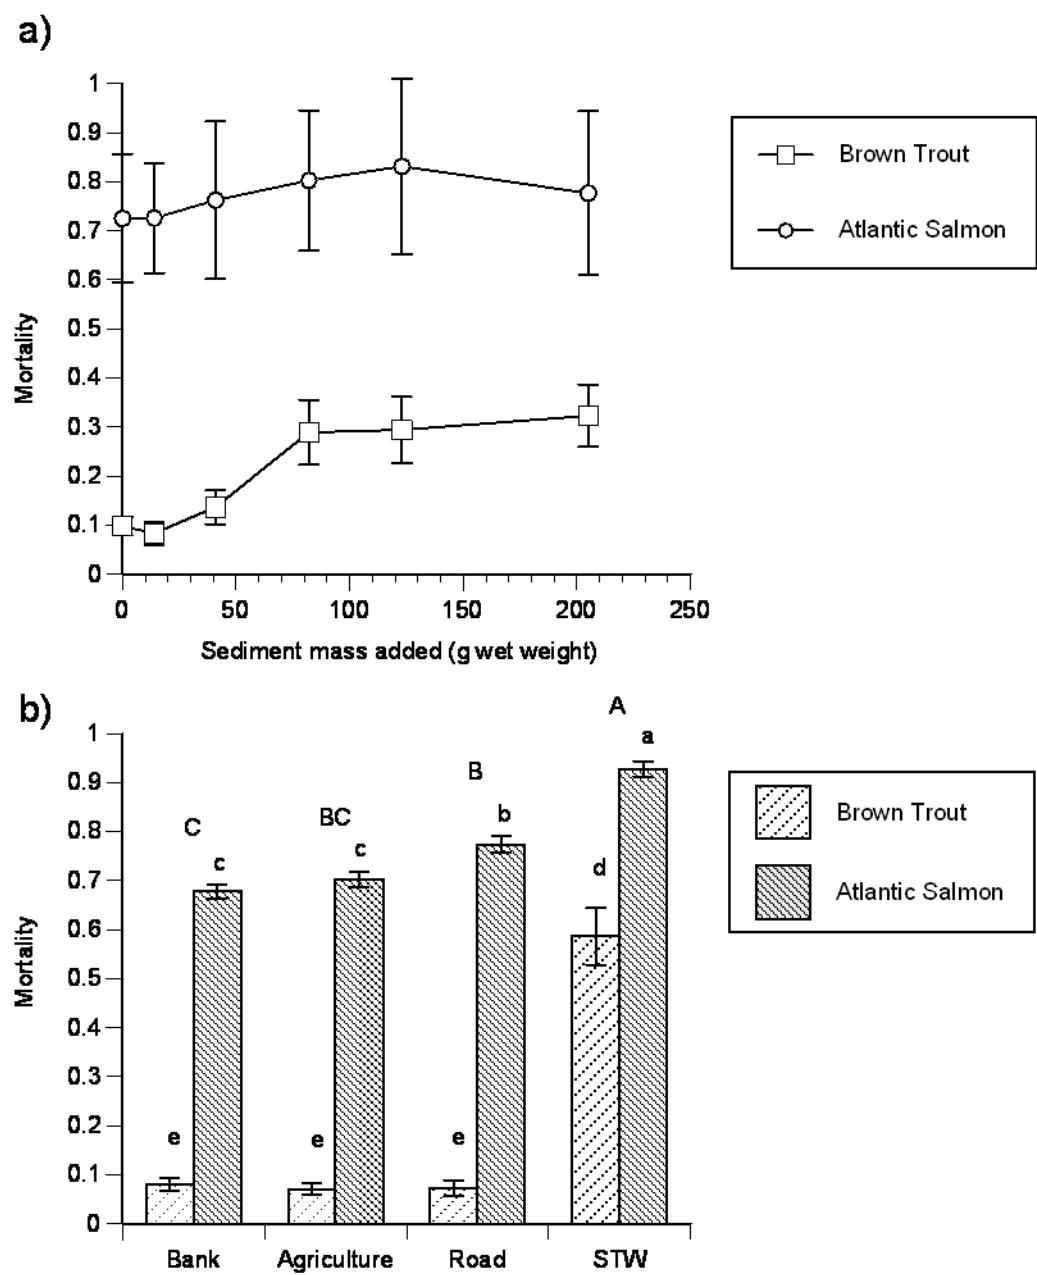 a)
1
0.9
0.8
0.7
0.6
0.5
0.4
0.3
0.2
0.1
0
Mortality
0 50 100 150 200 250
Sediment mass added (g wet weight)
Brown Trout
Atlantic Salmon
b)
1
0.9
0.8
0.7
0.6
0.5
0.4
0.3
0.2
0.1
0
Mortality
A
a
B
b
BC
c
C
c
d
e e e
Bank Agriculture Road STW
Brown Trout
Atlantic Salmon